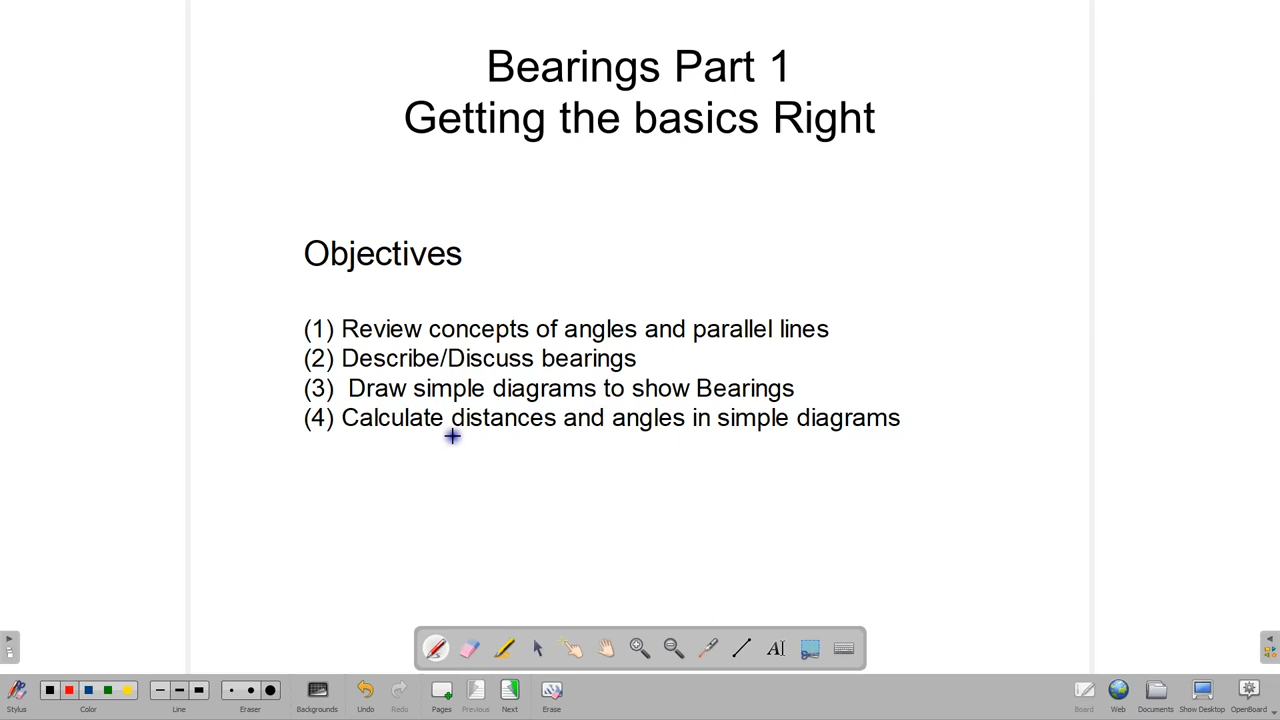 Bearings Part 1
Getting the basics Right
Objectives
(1) Review concepts of angles and parallel lines
(2) Describe/Discuss bearings
(3) Draw simple diagrams to show Bearings
(4) Calculate distances and angles in simple diagrams
Stylus
Color
Line
Eraser
Backgrounds
Undo
Redo
Pages
Previous
Next
Erase
Board
Web
Documents
Show Desktop
OpenBoard